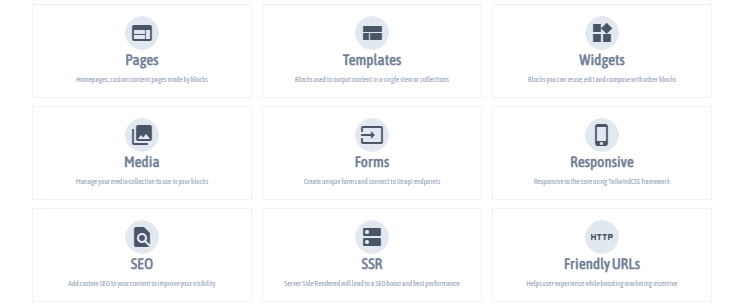 Pages
Homepages, custom content pages made by blocks
Templates
Blocks used to output content in a single view or collections
Widgets
Blocks you can reuse, edit and compose with other blocks
Media
Manage your media collection to use in your blocks
Forms
Create unique forms and connect to Strapi endpoints
Responsive
Responsive to the core using TailwindCSS framework
SEO
Add custom SEO to your content to improve your visibility
SSR
Server Side Rendered will lead to a SEO boost and best performance
HTTP
Friendly URLs
Helps user experience while boosting marketing incentive